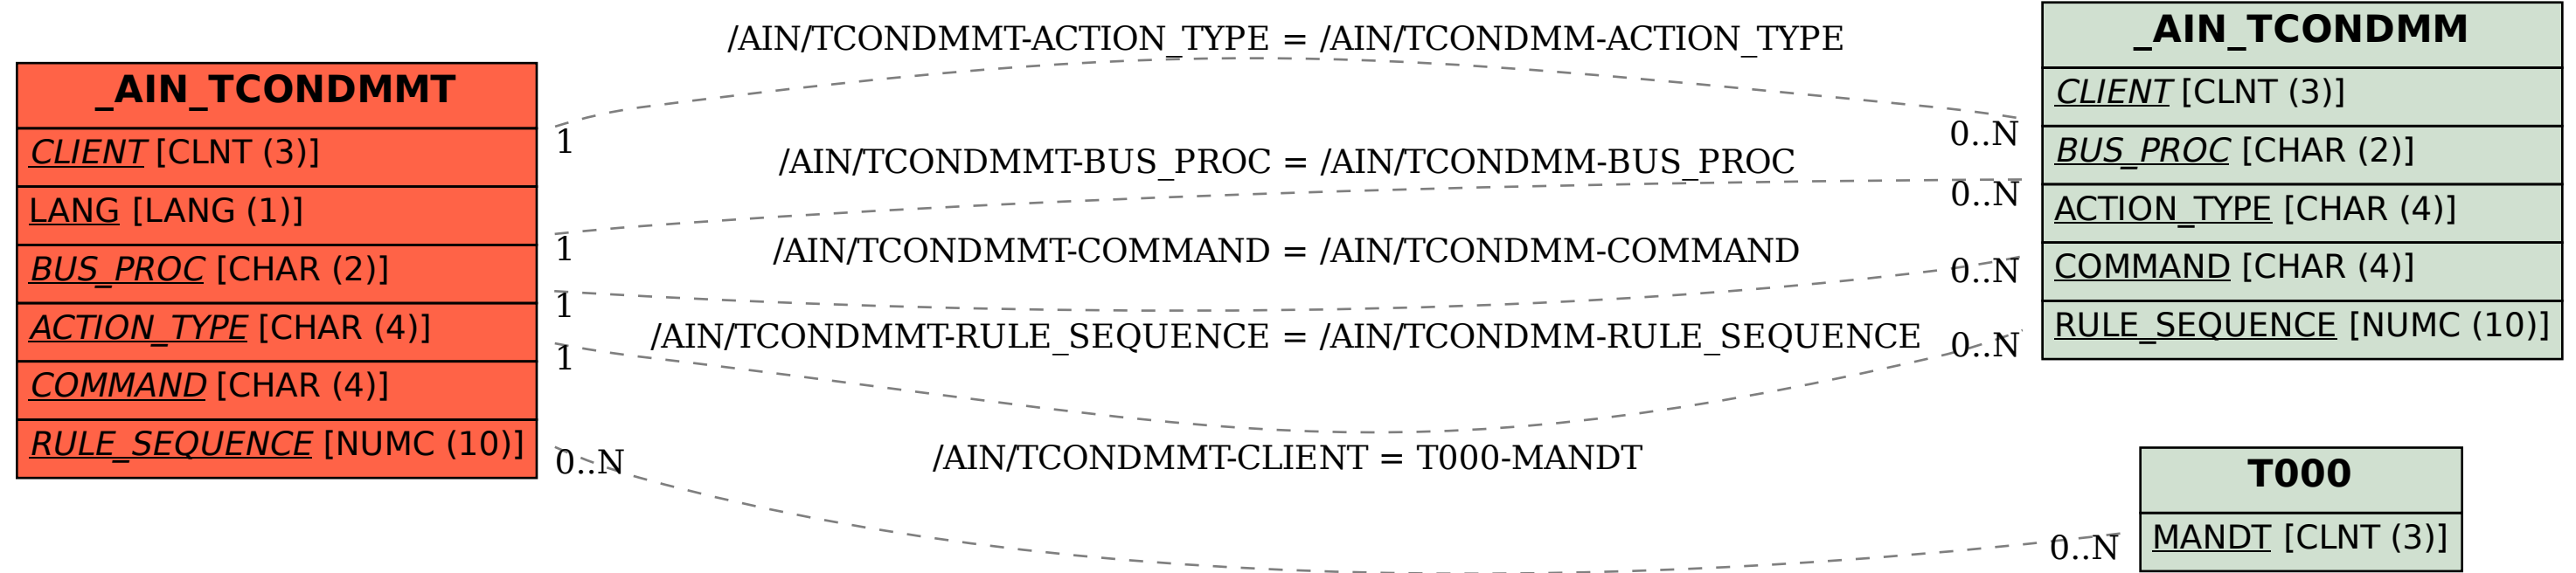 _AIN_TCONDMMT
CLIENT [CLNT (3)]
LANG [LANG (1)]
BUS_PROC [CHAR (2)]
ACTION_TYPE [CHAR (4)]
COMMAND [CHAR (4)]
RULE_SEQUENCE [NUMC (10)]
/AIN/TCONDMMT-ACTION_TYPE = /AIN/TCONDMM-ACTION_TYPE
1
0..N
/AIN/TCONDMMT-BUS_PROC = /AIN/TCONDMM-BUS_PROC
1
0..N
/AIN/TCONDMMT-COMMAND = /AIN/TCONDMM-COMMAND
1
0..N
/AIN/TCONDMMT-RULE_SEQUENCE = /AIN/TCONDMM-RULE_SEQUENCE
1
0..N
/AIN/TCONDMMT-CLIENT = T000-MANDT
0..N
0..N
_AIN_TCONDMM
CLIENT [CLNT (3)]
BUS_PROC [CHAR (2)]
ACTION_TYPE [CHAR (4)]
COMMAND [CHAR (4)]
RULE_SEQUENCE [NUMC (10)]
T000
MANDT [CLNT (3)]